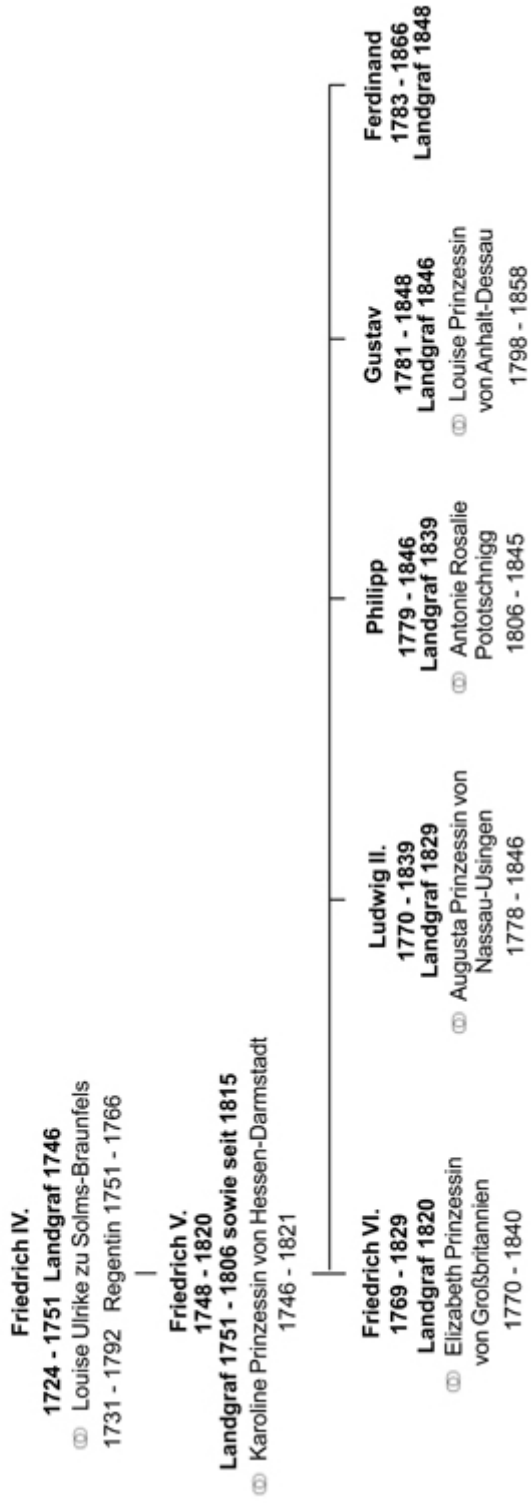 Friedrich IV.
1724 - 1751 Landgraf 1746
Louise Ulrike zu Solms-Braunfels
1731 - 1792 Regentin 1751 - 1766
Friedrich V.
1748 - 1820
Landgraf 1751 - 1806 sowie seit 1815
Karoline Prinzessin von Hessen-Darmstadt
1746 - 1821
Friedrich VI.
1769 - 1829
Landgraf 1820
Elizabeth Prinzessin
von Großbritannien
1770 - 1840
Ludwig II.
1770 - 1839
Landgraf 1829
Augusta Prinzessin von
Nassau-Usingen
1778 - 1846
Philipp
1779 - 1846
Landgraf 1839
Antonie Rosalie
Pototschnigg
1806 - 1845
Gustav
1781 - 1848
Landgraf 1846
Louise Prinzessin
von Anhalt-Dessau
1798 - 1858
Ferdinand
1783 - 1866
Landgraf 1848